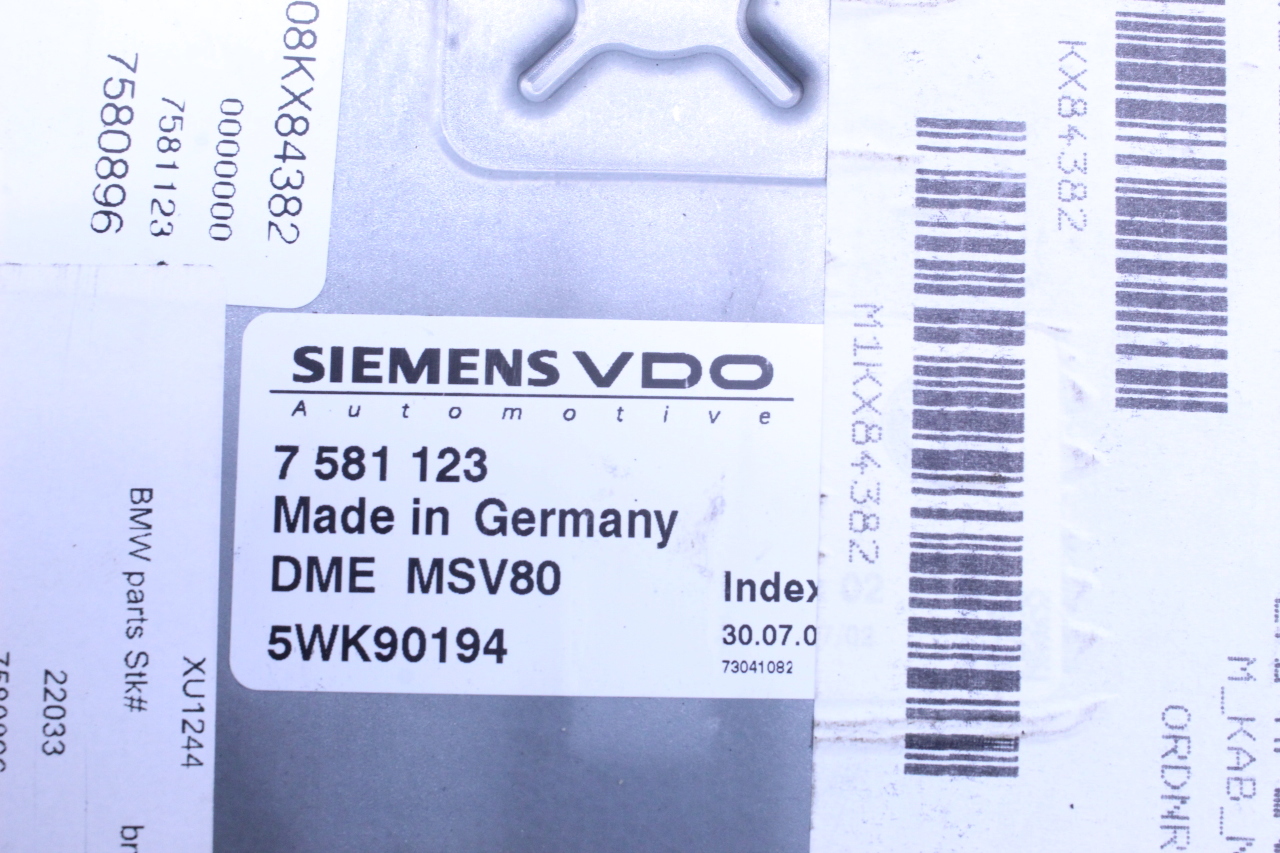 08KX84382
0000000
7581123
7580896
SIEMENS VDO
Automotive
7 581 123
Made in Germany
DME MSV80
5WK90194
Index 02
30.07.0
73041082
XU1244
BMW parts Stk#
22033
KX84382
M1KX84382
M_KAB_
ORDNR